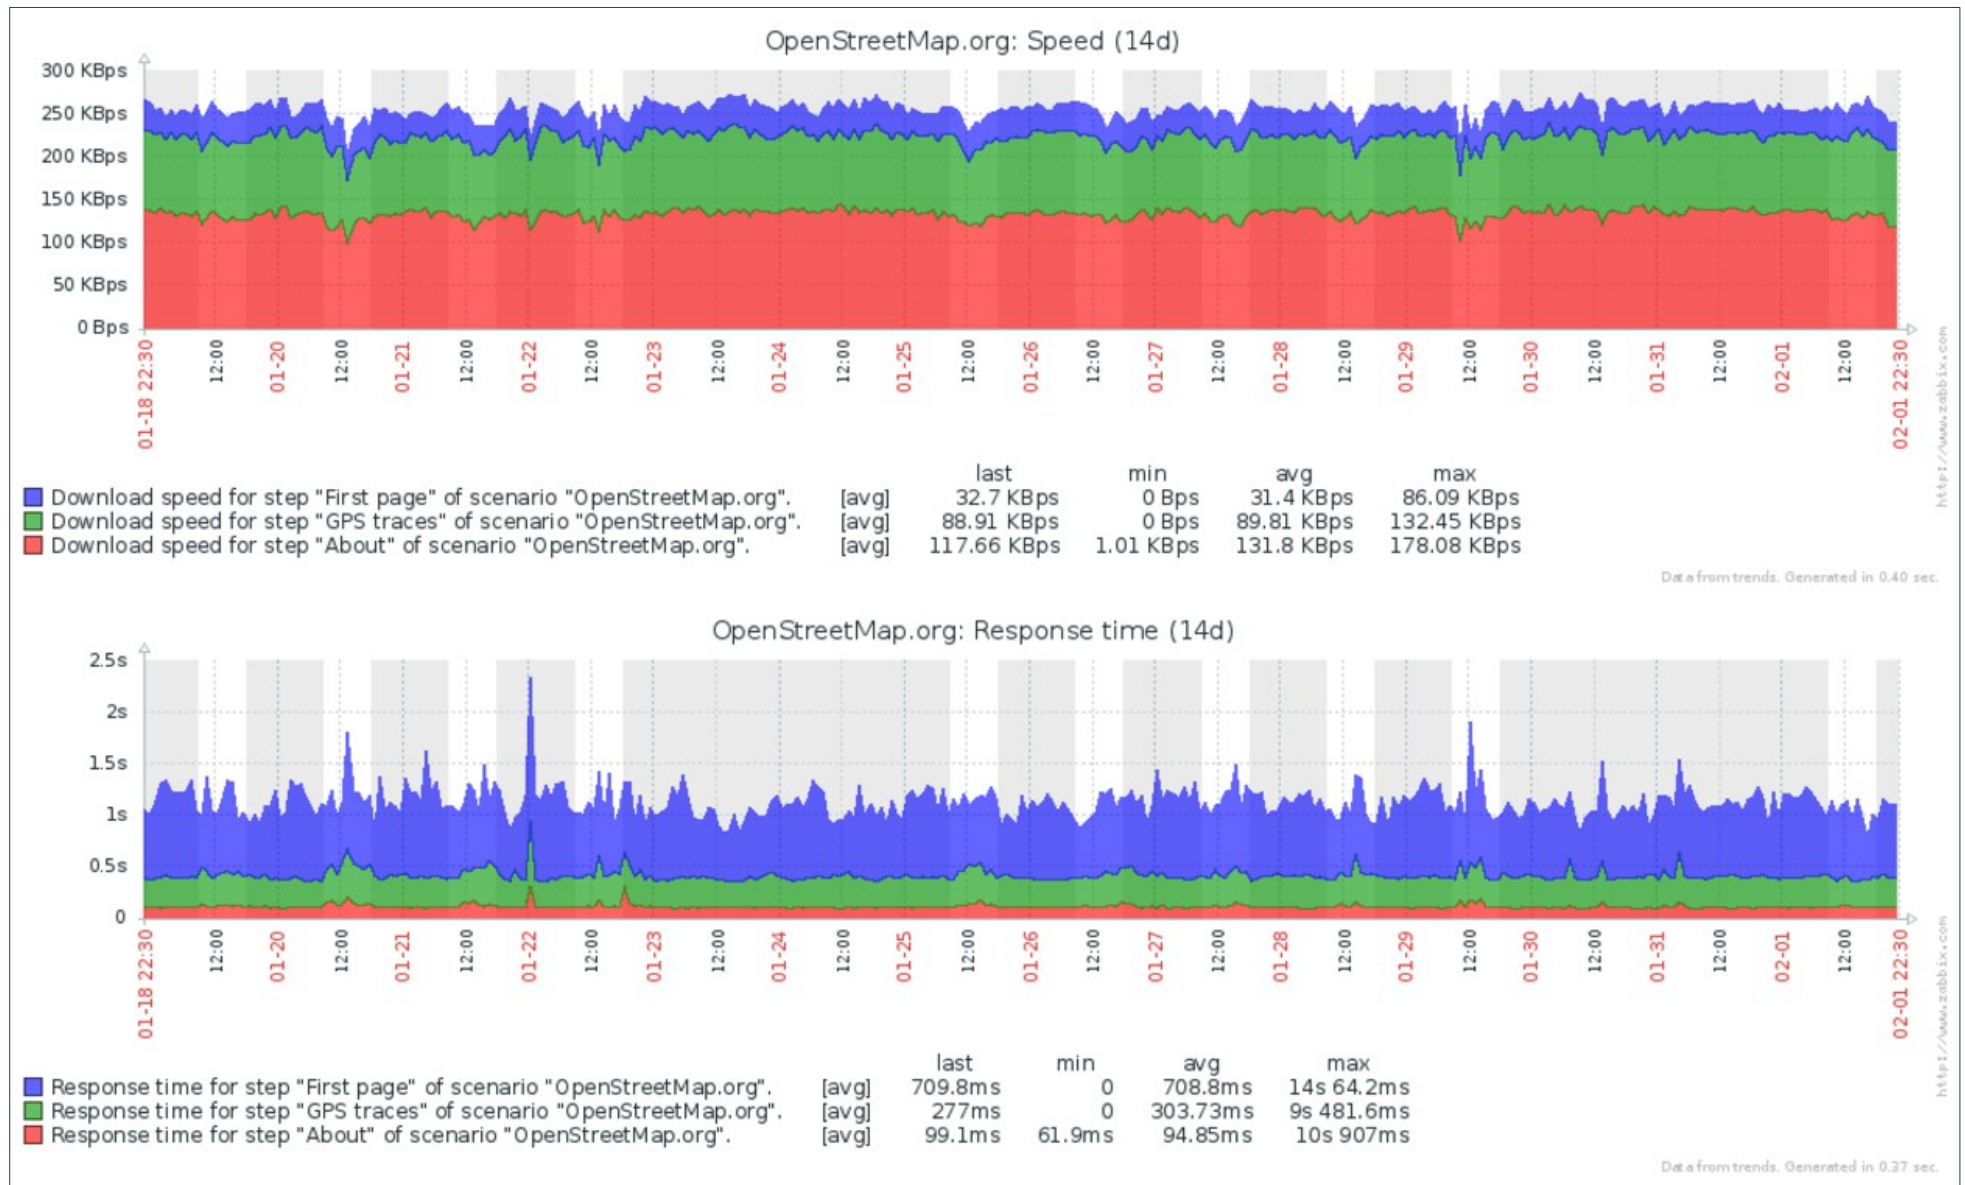 OpenStreetMap.org: Speed (14d)
300 KBps
250 KBps
200 KBps
150 KBps
100 KBps
50 KBps
0 Bps
01-18 22:30 12:00 01-20 12:00 01-21 12:00 01-22 12:00 01-23 12:00 01-24 12:00 01-25 12:00 01-26 12:00 01-27 12:00 01-28 12:00 01-29 12:00 01-30 12:00 01-31 12:00 02-01 12:00 02-01 22:30
http://www.zabbix.com
last min avg max
Download speed for step "First page" of scenario "OpenStreetMap.org". [avg] 32.7 KBps 0 Bps 31.4 KBps 86.09 KBps
Download speed for step "GPS traces" of scenario "OpenStreetMap.org". [avg] 88.91 KBps 0 Bps 89.81 KBps 132.45 KBps
Download speed for step "About" of scenario "OpenStreetMap.org". [avg] 117.66 KBps 1.01 KBps 131.8 KBps 178.08 KBps
Data from trends. Generated in 0.40 sec.
OpenStreetMap.org: Response time (14d)
2.5s
2s
1.5s
1s
0.5s
0
01-18 22:30 12:00 01-20 12:00 01-21 12:00 01-22 12:00 01-23 12:00 01-24 12:00 01-25 12:00 01-26 12:00 01-27 12:00 01-28 12:00 01-29 12:00 01-30 12:00 01-31 12:00 02-01 12:00 02-01 22:30
http://www.zabbix.com
last min avg max
Response time for step "First page" of scenario "OpenStreetMap.org". [avg] 709.8ms 0 708.8ms 14s 64.2ms
Response time for step "GPS traces" of scenario "OpenStreetMap.org". [avg] 277ms 0 303.73ms 9s 481.6ms
Response time for step "About" of scenario "OpenStreetMap.org". [avg] 99.1ms 61.9ms 94.85ms 10s 907ms
Data from trends. Generated in 0.37 sec.